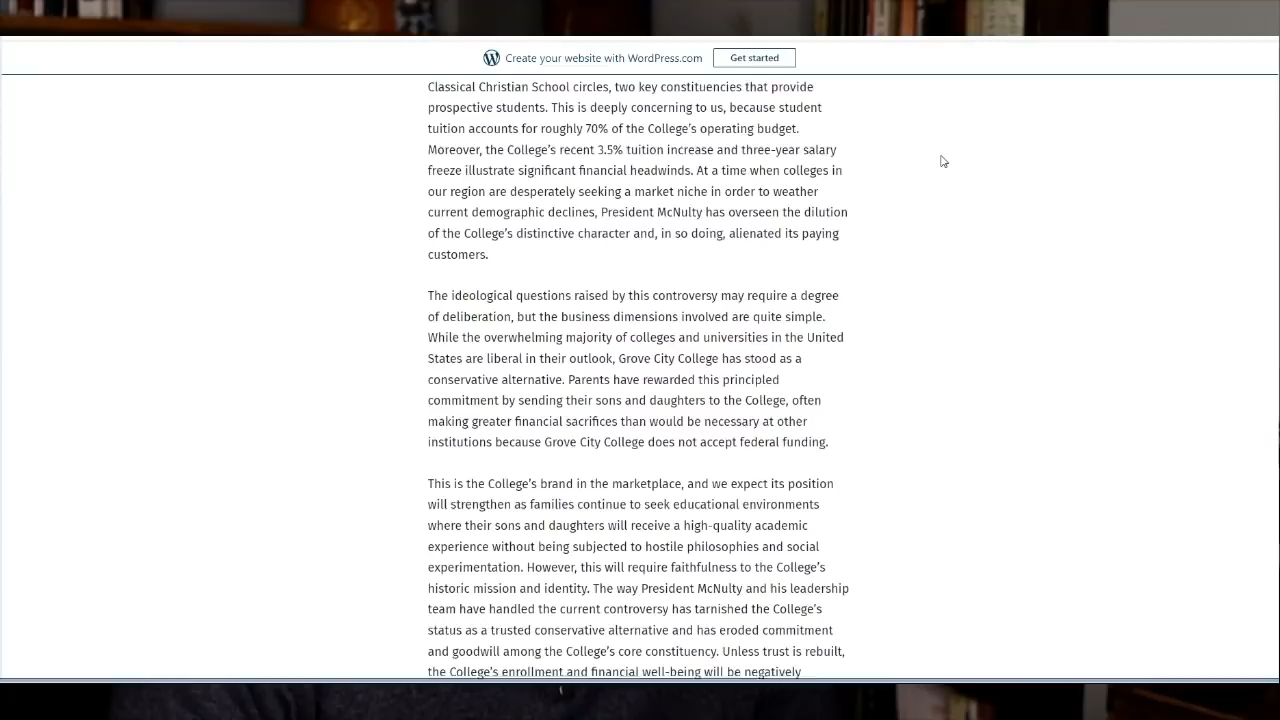 Create your website with WordPress.com
Get started
Classical Christian School circles, two key constituencies that provide
prospective students. This is deeply concerning to us, because student
tuition accounts for roughly 70% of the College’s operating budget.
Moreover, the College’s recent 3.5% tuition increase and three-year salary
freeze illustrate significant financial headwinds. At a time when colleges in
our region are desperately seeking a market niche in order to weather
current demographic declines, President McNulty has overseen the dilution
of the College’s distinctive character and, in so doing, alienated its paying
customers.
The ideological questions raised by this controversy may require a degree
of deliberation, but the business dimensions involved are quite simple.
While the overwhelming majority of colleges and universities in the United
States are liberal in their outlook, Grove City College has stood as a
conservative alternative. Parents have rewarded this principled
commitment by sending their sons and daughters to the College, often
making greater financial sacrifices than would be necessary at other
institutions because Grove City College does not accept federal funding.
This is the College’s brand in the marketplace, and we expect its position
will strengthen as families continue to seek educational environments
where their sons and daughters will receive a high-quality academic
experience without being subjected to hostile philosophies and social
experimentation. However, this will require faithfulness to the College’s
historic mission and identity. The way President McNulty and his leadership
team have handled the current controversy has tarnished the College’s
status as a trusted conservative alternative and has eroded commitment
and goodwill among the College’s core constituency. Unless trust is rebuilt,
the College’s enrollment and financial well-being will be negatively